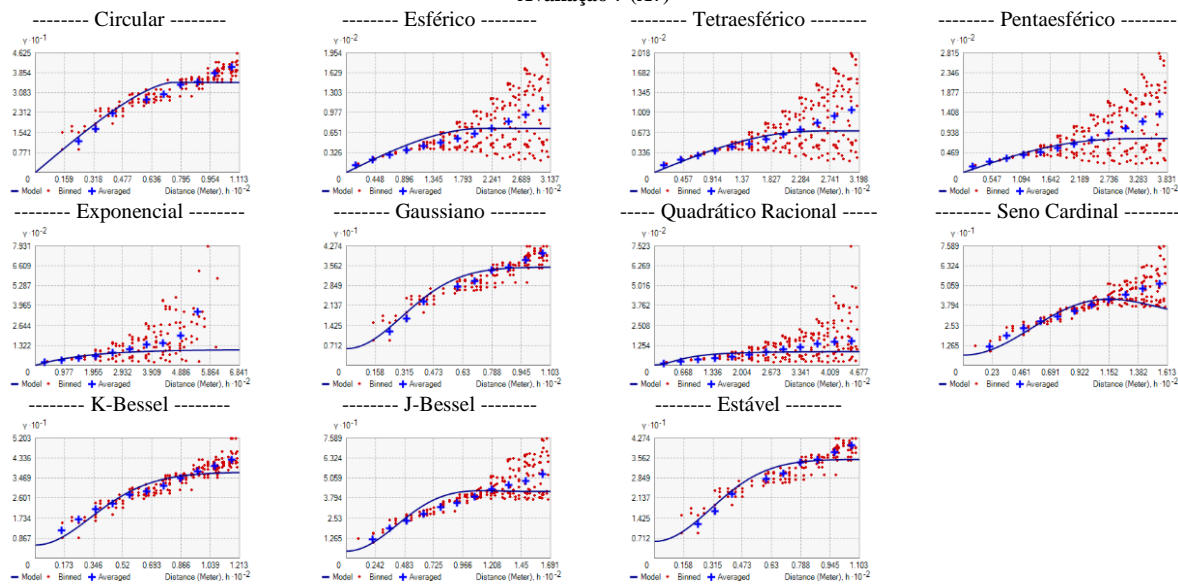 -------- Circular --------
γ·10⁻¹
4.625
3.854
3.083
2.312
1.542
0.771
0 0.159 0.318 0.477 0.636 0.795 0.954 1.113
Distance (Meter), h·10⁻²
Model Binned Averaged
-------- Esférico --------
γ·10⁻²
1.954
1.629
1.303
0.977
0.651
0.326
0 0.448 0.896 1.345 1.793 2.241 2.689 3.137
Distance (Meter), h·10⁻²
Model Binned Averaged
-------- Tetraesférico --------
γ·10⁻²
2.018
1.682
1.345
1.009
0.673
0.336
0 0.457 0.914 1.37 1.827 2.284 2.741 3.198
Distance (Meter), h·10⁻²
Model Binned Averaged
-------- Pentaesférico --------
γ·10⁻²
2.815
2.346
1.877
1.408
0.938
0.469
0 0.547 1.094 1.642 2.189 2.736 3.283 3.831
Distance (Meter), h·10⁻²
Model Binned Averaged
-------- Exponencial --------
γ·10⁻²
7.931
6.609
5.287
3.965
2.644
1.322
0 0.977 1.955 2.932 3.909 4.886 5.864 6.841
Distance (Meter), h·10⁻²
Model Binned Averaged
-------- Gaussiano --------
γ·10⁻¹
4.274
3.562
2.849
2.137
1.425
0.712
0 0.158 0.315 0.473 0.63 0.788 0.945 1.103
Distance (Meter), h·10⁻²
Model Binned Averaged
----- Quadrático Racional -----
γ·10⁻²
7.523
6.269
5.016
3.762
2.508
1.254
0 0.668 1.336 2.004 2.673 3.341 4.009 4.677
Distance (Meter), h·10⁻²
Model Binned Averaged
-------- Seno Cardinal --------
γ·10⁻¹
7.589
6.324
5.059
3.794
2.53
1.265
0 0.23 0.461 0.691 0.922 1.152 1.382 1.613
Distance (Meter), h·10⁻²
Model Binned Averaged
-------- K-Bessel --------
γ·10⁻¹
5.203
4.336
3.469
2.601
1.734
0.867
0 0.173 0.346 0.52 0.693 0.866 1.039 1.213
Distance (Meter), h·10⁻²
Model Binned Averaged
-------- J-Bessel --------
γ·10⁻¹
7.589
6.324
5.059
3.794
2.53
1.265
0 0.242 0.483 0.725 0.966 1.208 1.45 1.691
Distance (Meter), h·10⁻²
Model Binned Averaged
-------- Estável --------
γ·10⁻¹
4.274
3.562
2.849
2.137
1.425
0.712
0 0.158 0.315 0.473 0.63 0.788 0.945 1.103
Distance (Meter), h·10⁻²
Model Binned Averaged